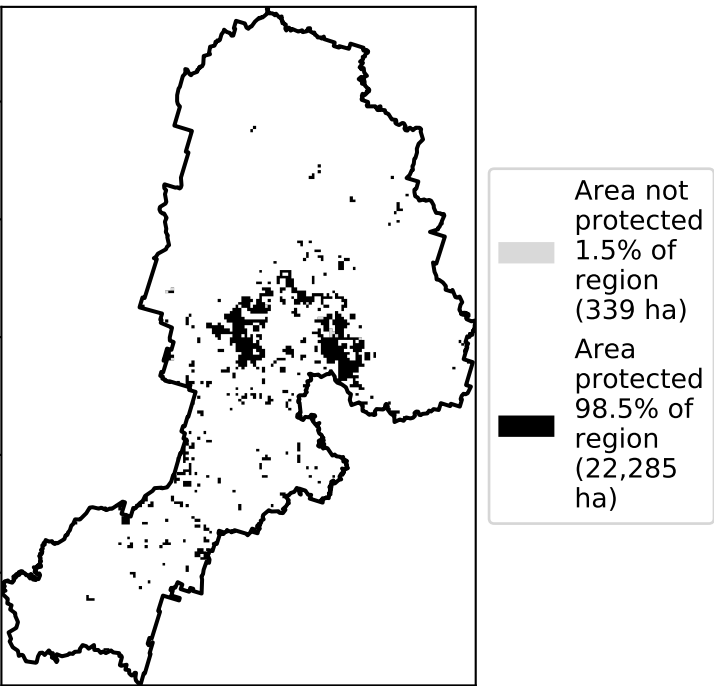 Area not
protected
1.5% of
region
(339 ha)
Area
protected
98.5% of
region
(22,285
ha)